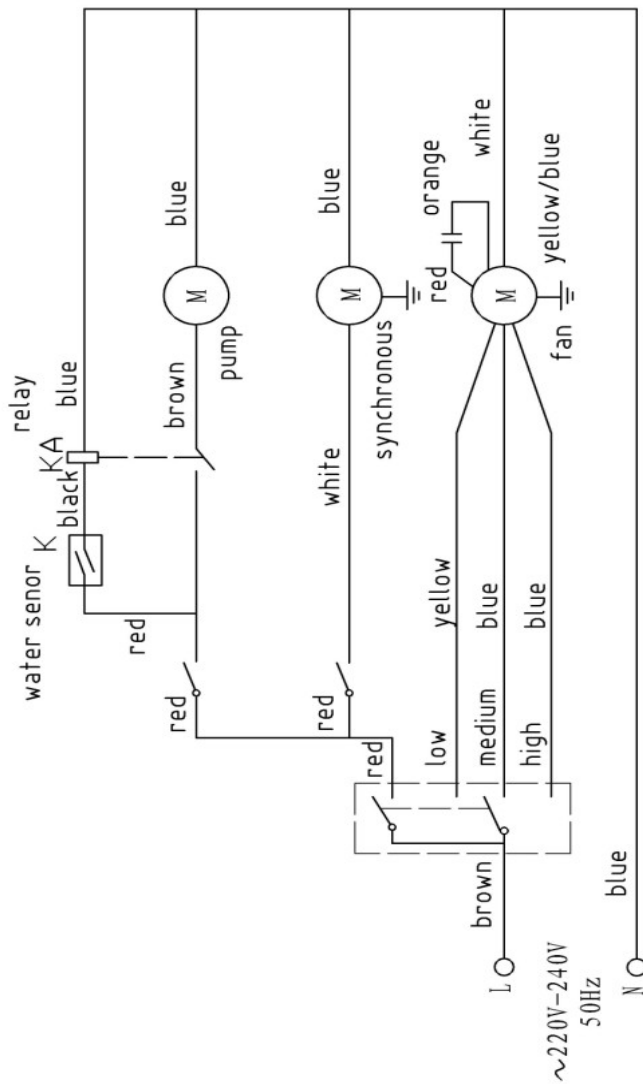 water senor
K
black
KA
relay
blue
red
red
brown
pump
M
blue
white
synchronous
M
blue
red
red
orange
M
white
yellow/blue
fan
low
yellow
medium
blue
high
blue
brown
L
~220V-240V
50Hz
N
blue